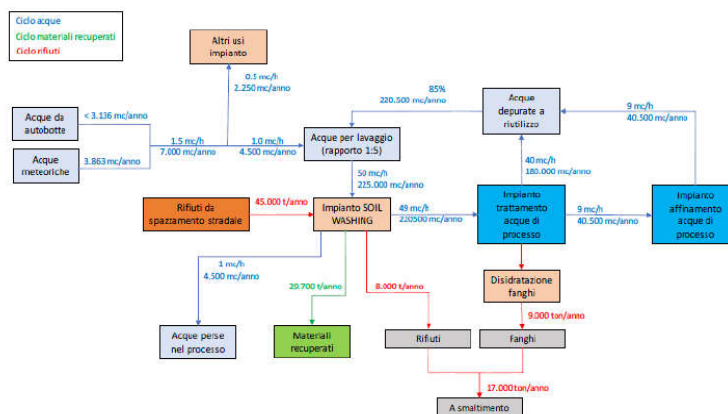 Ciclo acque
Ciclo materiali recuperati
Ciclo rifiuti
Altri usi
impianto
0.5 mc/h
2.250 mc/anno
85%
220.500 mc/anno
Acque
depurate a
riutilizzo
9 mc/h
40.500 mc/anno
Acque da
autobotte
< 3.136 mc/anno
1.5 mc/h
7.000 mc/anno
1.0 mc/h
4.500 mc/anno
Acque per lavaggio
(rapporto 1:5)
Acque
meteoriche
3.863 mc/anno
50 mc/h
225.000 mc/anno
40 mc/h
180.000 mc/anno
Rifiuti da
spazzamento stradale
45.000 t/anno
Impianto SOIL
WASHING
49 mc/h
220500 mc/anno
Impianto
trattamento
acque di
processo
9 mc/h
40.500 mc/anno
Impianto
affinamento
acque di
processo
1 mc/h
4.500 mc/anno
29.700 t/anno
8.000 t/anno
Disidratazione
fanghi
9.000 ton/anno
Acque perse
nel processo
Materiali
recuperati
Rifiuti
Fanghi
17.000 ton/anno
A smaltimento